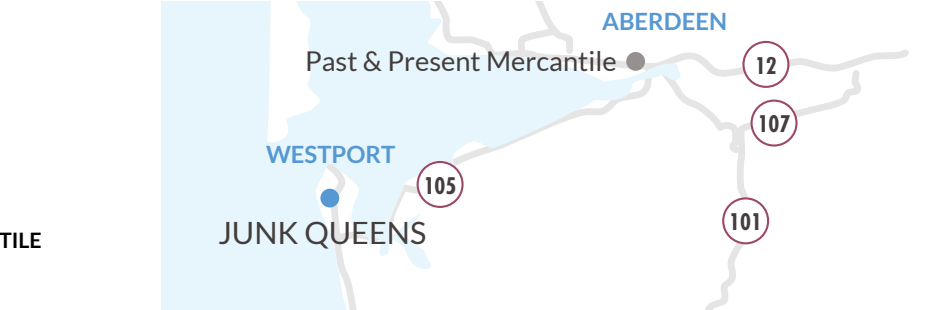 ABERDEEN
Past & Present Mercantile
12
107
WESTPORT
105
101
JUNK QUEENS
TILE